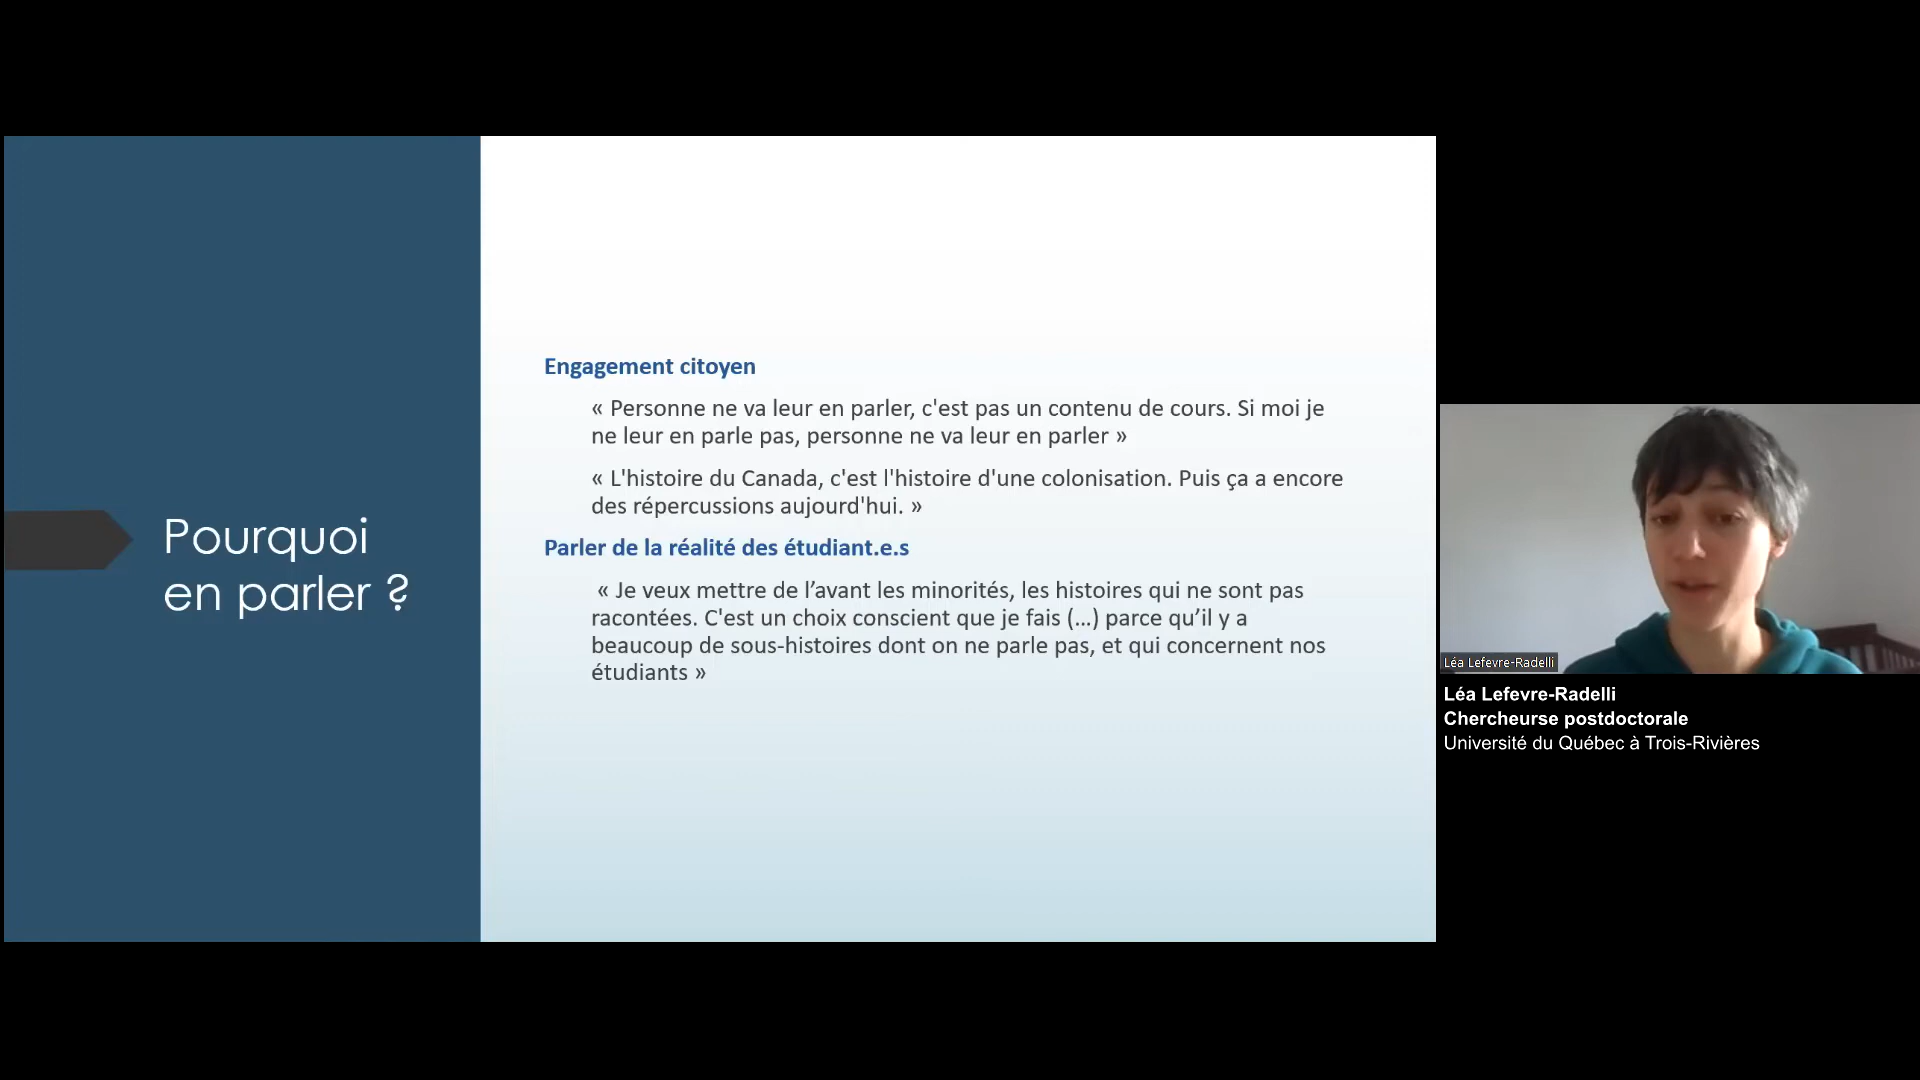 Pourquoi
en parler ?
Engagement citoyen
« Personne ne va leur en parler, c'est pas un contenu de cours. Si moi je
ne leur en parle pas, personne ne va leur en parler »
« L'histoire du Canada, c'est l'histoire d'une colonisation. Puis ça a encore
des répercussions aujourd'hui. »
Parler de la réalité des étudiant.e.s
« Je veux mettre de l’avant les minorités, les histoires qui ne sont pas
racontées. C'est un choix conscient que je fais (...) parce qu’il y a
beaucoup de sous-histoires dont on ne parle pas, et qui concernent nos
étudiants »
Léa Lefevre-Radelli
Léa Lefevre-Radelli
Chercheurse postdoctorale
Université du Québec à Trois-Rivières